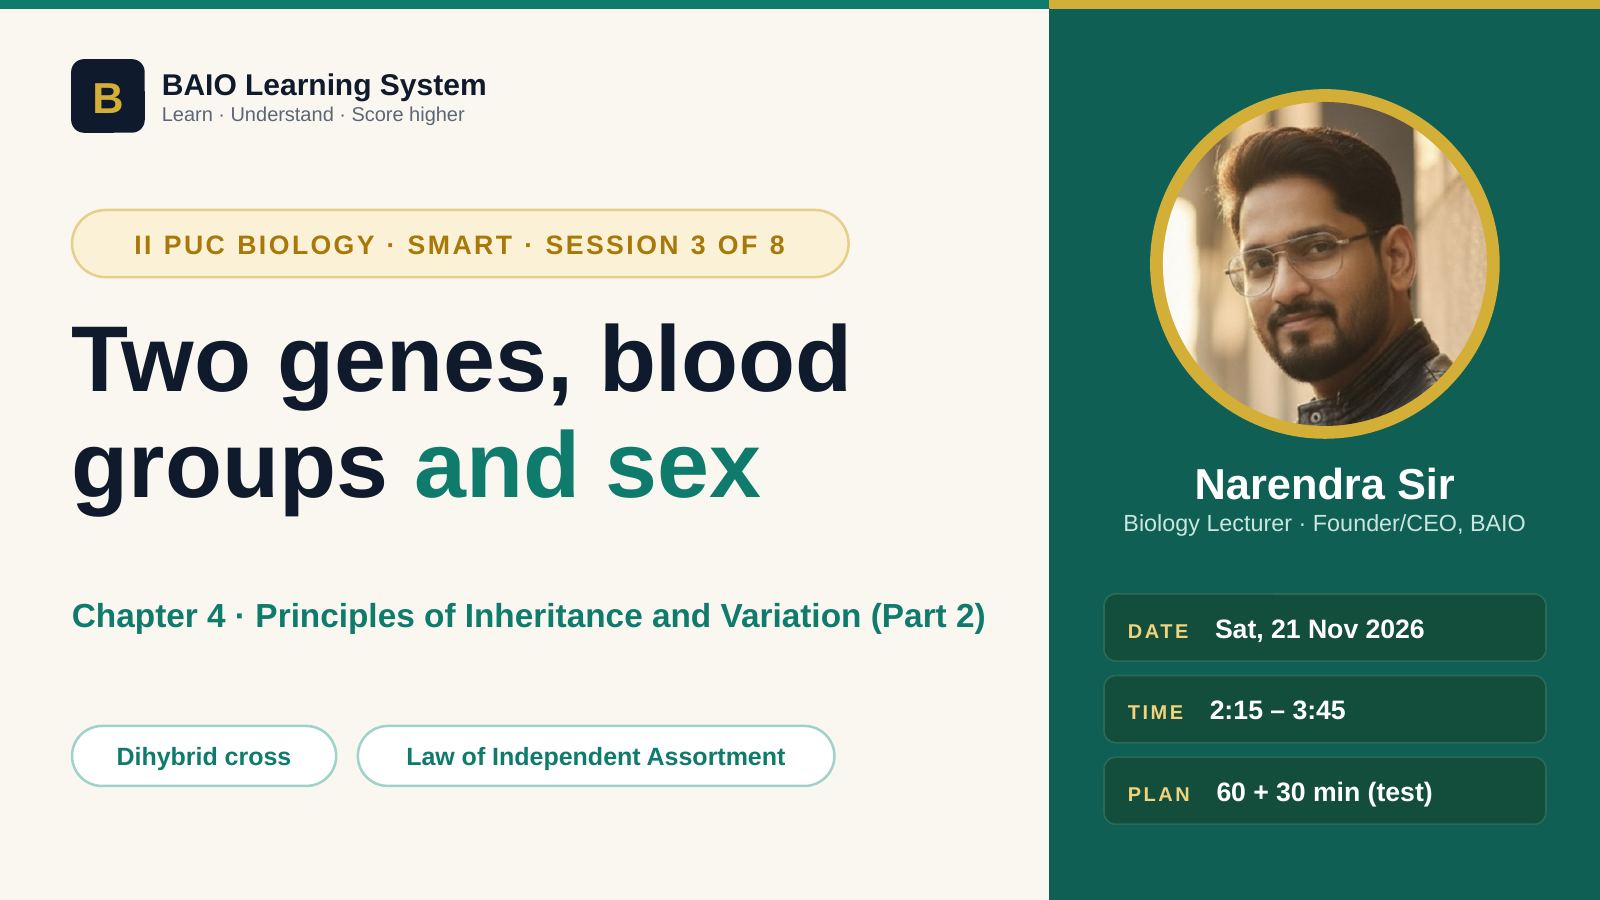 B
BAIO Learning System
Learn · Understand · Score higher
II PUC BIOLOGY · SMART · SESSION 3 OF 8
Two genes, blood
groups and sex
Chapter 4 · Principles of Inheritance and Variation (Part 2)
Dihybrid cross
Law of Independent Assortment
Narendra Sir
Biology Lecturer · Founder/CEO, BAIO
DATE Sat, 21 Nov 2026
TIME 2:15 – 3:45
PLAN 60 + 30 min (test)